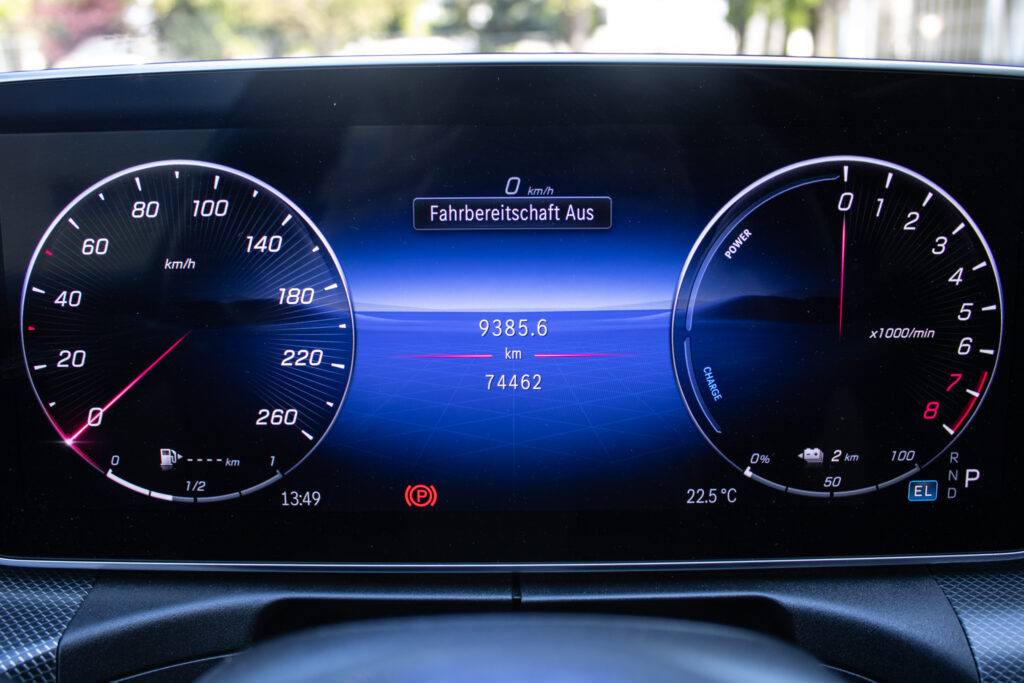 0 km/h
Fahrbereitschaft Aus
80
100
60
140
km/h
40
180
20
220
0
260
0
----- km
1
1/2
13:49
9385.6
km
74462
P
22.5 °C
0
1
2
3
4
5
6
7
8
POWER
x1000/min
CHARGE
0%
2 km
100
50
EL
R
N
D
P